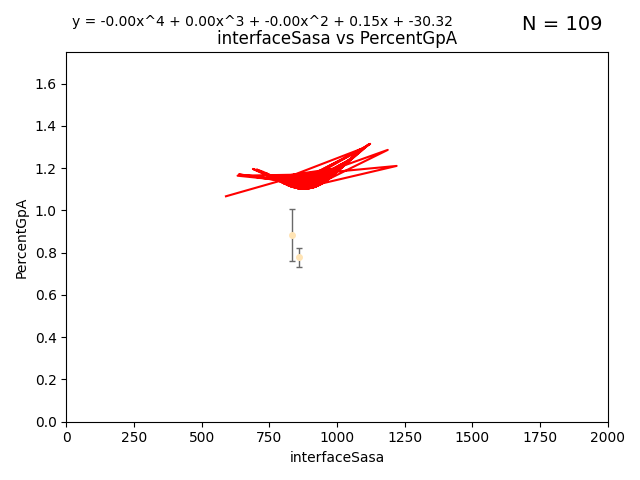 y = -0.00x^4 + 0.00x^3 + -0.00x^2 + 0.15x + -30.32
N = 109
interfaceSasa vs PercentGpA
1.6
1.4
1.2
1.0
0.8
0.6
0.4
0.2
0.0
PercentGpA
0 250 500 750 1000 1250 1500 1750 2000
interfaceSasa